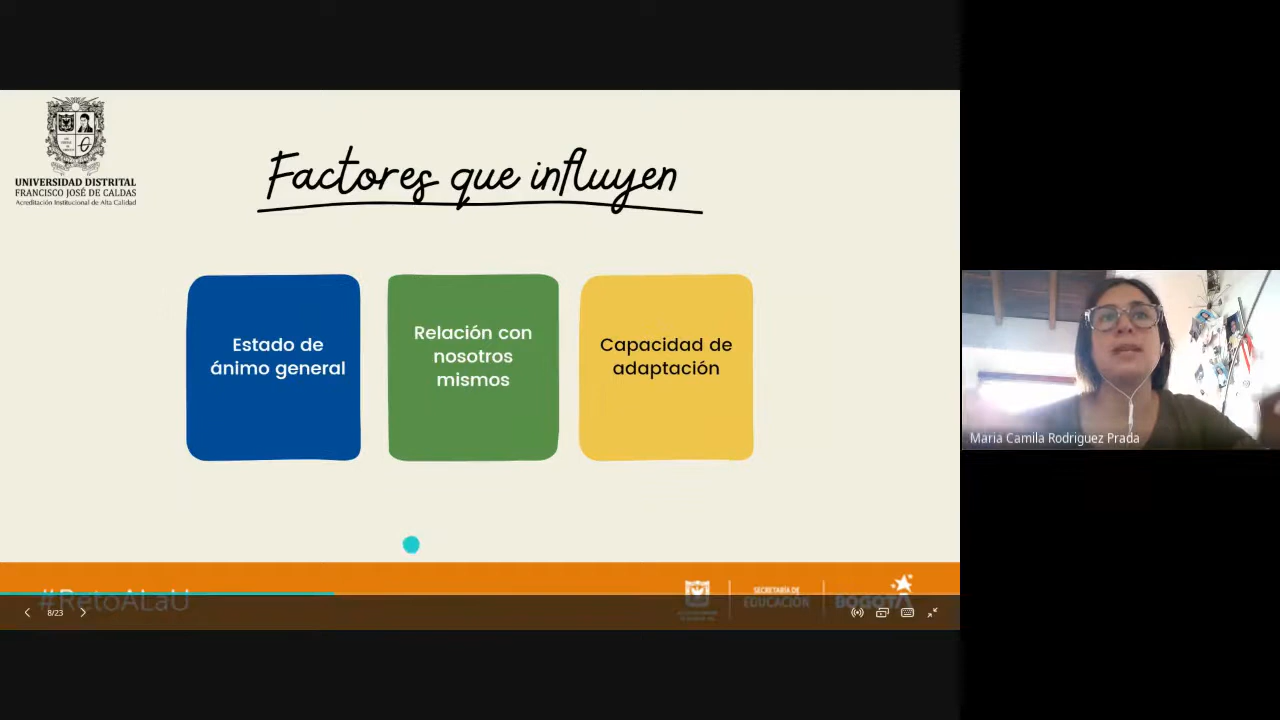 UNIVERSIDAD DISTRITAL
FRANCISCO JOSÉ DE CALDAS
Acreditación Institucional de Alta Calidad
Factores que influyen
Estado de
ánimo general
Relación con
nosotros
mismos
Capacidad de
adaptación
Maria Camila Rodriguez Prada
#RetoALaU
SECRETARÍA DE
EDUCACIÓN
BOGOTÁ
8/23